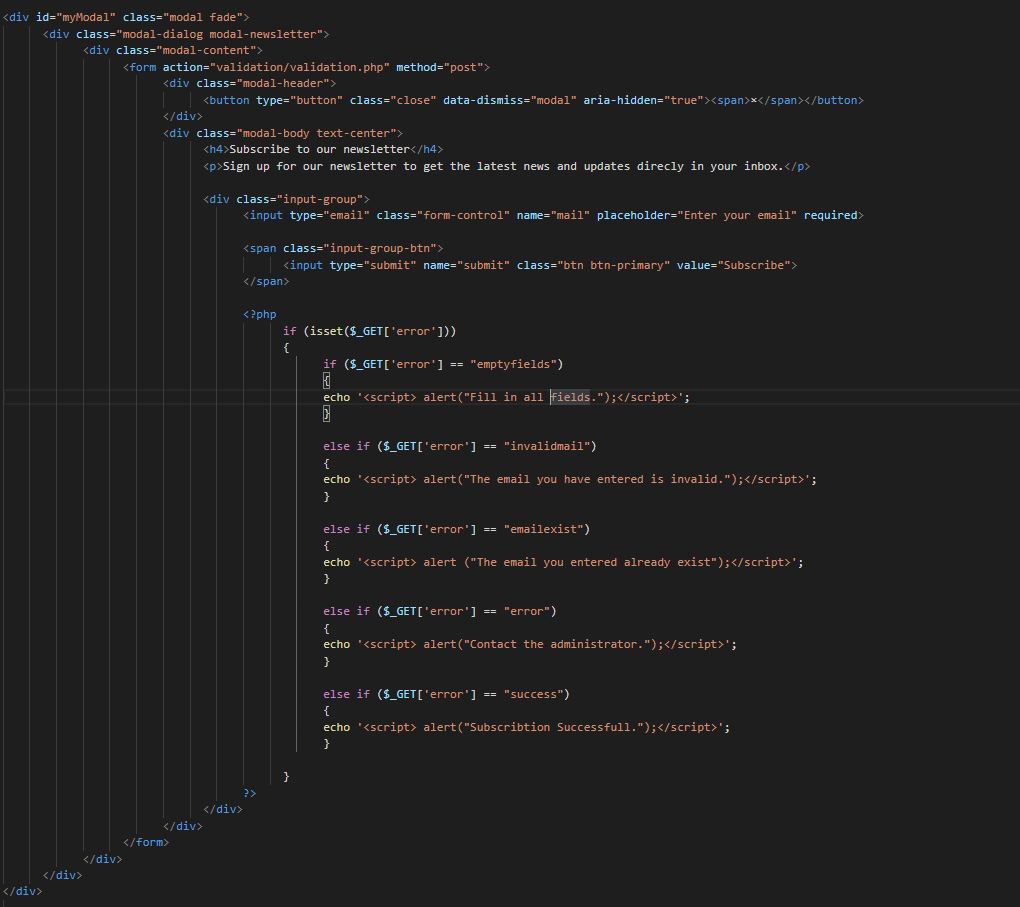 <div id="myModal" class="modal fade">
<div class="modal-dialog modal-newsletter">
<div class="modal-content">
<form action="validation/validation.php" method="post">
<div class="modal-header">
<button type="button" class="close" data-dismiss="modal" aria-hidden="true"><span>×</span></button>
</div>
<div class="modal-body text-center">
<h4>Subscribe to our newsletter</h4>
<p>Sign up for our newsletter to get the latest news and updates direcly in your inbox.</p>
<div class="input-group">
<input type="email" class="form-control" name="mail" placeholder="Enter your email" required>
<span class="input-group-btn">
<input type="submit" name="submit" class="btn btn-primary" value="Subscribe">
</span>
<?php
if (isset($_GET['error']))
{
if ($_GET['error'] == "emptyfields")
{
echo '<script> alert("Fill in all fields.");</script>';
}
else if ($_GET['error'] == "invalidmail")
{
echo '<script> alert("The email you have entered is invalid.");</script>';
}
else if ($_GET['error'] == "emailexist")
{
echo '<script> alert ("The email you entered already exist");</script>';
}
else if ($_GET['error'] == "error")
{
echo '<script> alert("Contact the administrator.");</script>';
}
else if ($_GET['error'] == "success")
{
echo '<script> alert("Subscribtion Successfull.");</script>';
}
}
?>
</div>
</div>
</form>
</div>
</div>
</div>